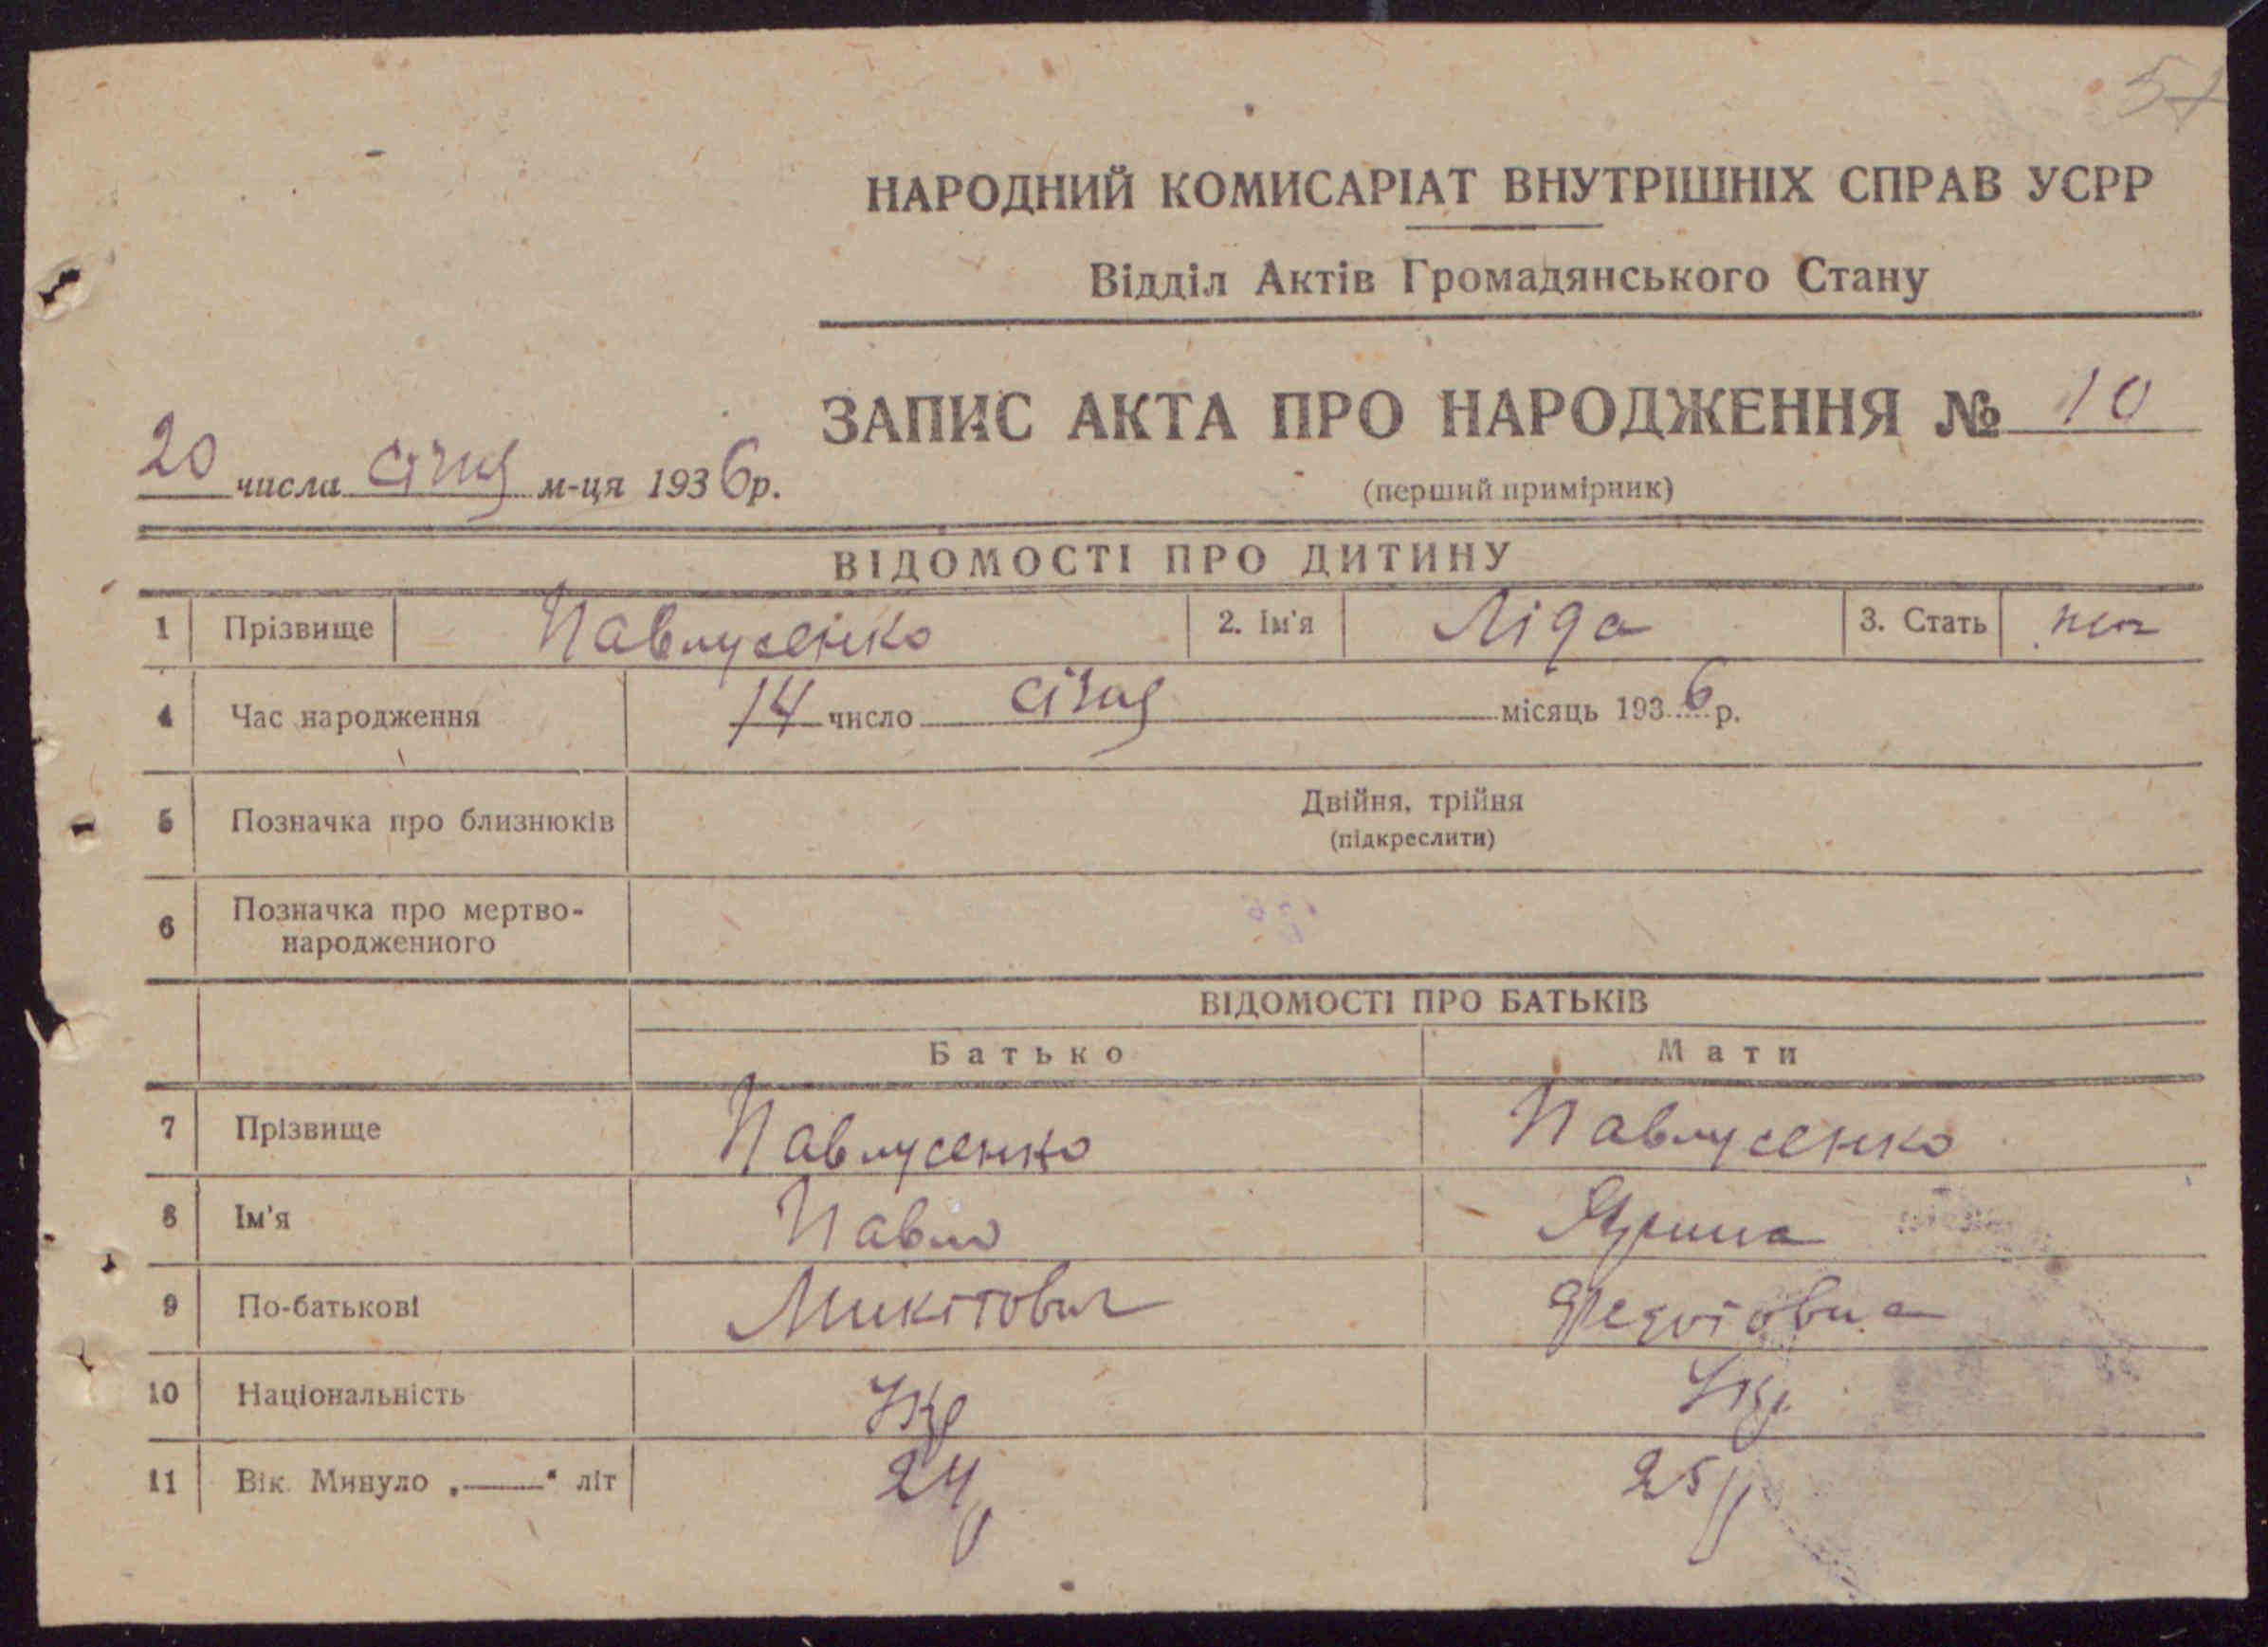 57
НАРОДНИЙ КОМИСАРІАТ ВНУТРІШНІХ СПРАВ УСРР
Відділ Актів Громадянського Стану
ЗАПИС АКТА ПРО НАРОДЖЕННЯ № 10
20 числа січня м-ця 1936 р.
(перший примірник)
ВІДОМОСТІ ПРО ДИТИНУ
1 Прізвище Павлусенко 2. Ім'я Ліда 3. Стать
4 Час народження 14 число січня місяць 1936 р.
5 Позначка про близнюків Двійня, трійня
(підкреслити)
6 Позначка про мертво-
народженного
ВІДОМОСТІ ПРО БАТЬКІВ
Батько Мати
7 Прізвище Павлусенко Павлусенко
8 Ім'я Павло Ярина
9 По-батькові Микітович Федотовна
10 Національність Укр Укр.
11 Вік. Минуло „——“ літ 24 25